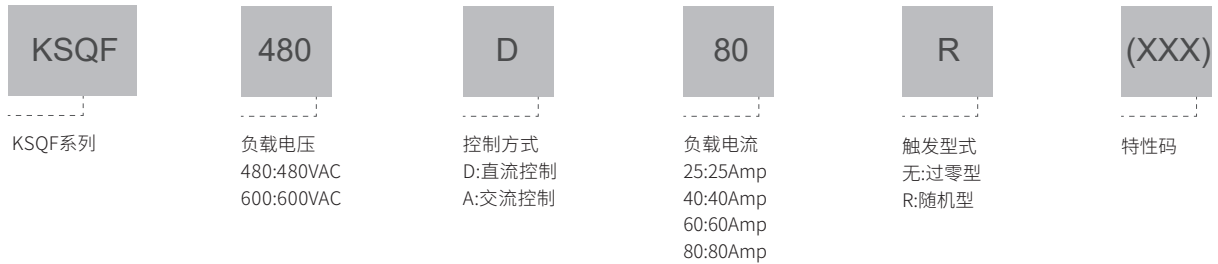 KSQF
480
D
80
R
(XXX)
KSQF系列
负载电压
480:480VAC
600:600VAC
控制方式
D:直流控制
A:交流控制
负载电流
25:25Amp
40:40Amp
60:60Amp
80:80Amp
触发型式
无:过零型
R:随机型
特性码